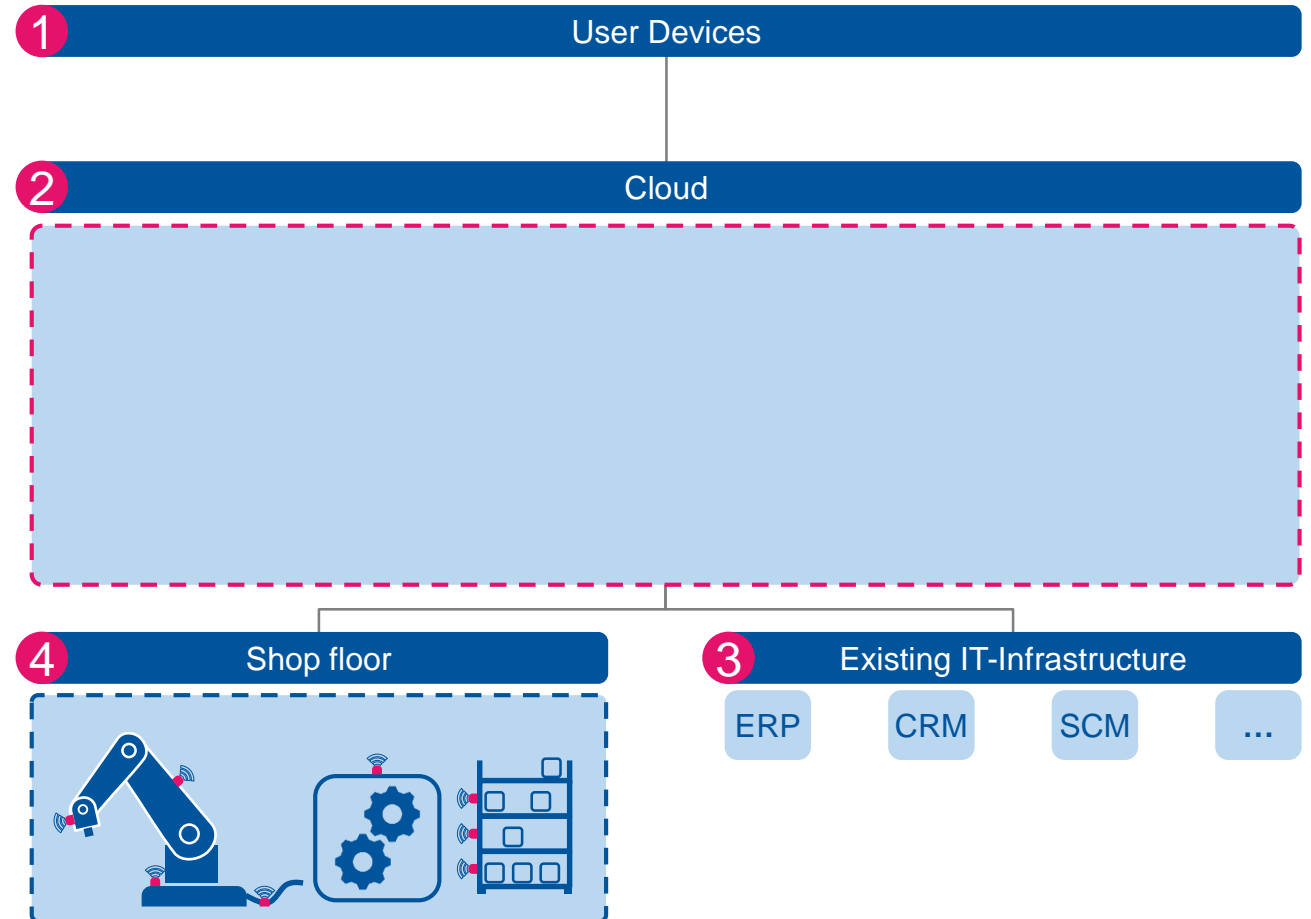 1 User Devices
2 Cloud
4 Shop floor
3 Existing IT-Infrastructure
ERP CRM SCM ...